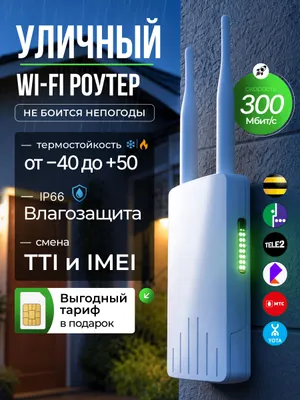 УЛИЧНЫЙ
WI-FI РОУТЕР
НЕ БОИТСЯ НЕПОГОДЫ
скорость
300
Мбит/с
термостойкость
от −40 до +50
IP66
Влагозащита
смена
TTI и IMEI
Выгодный
тариф
в подарок
TELE2
МТС
YOTA